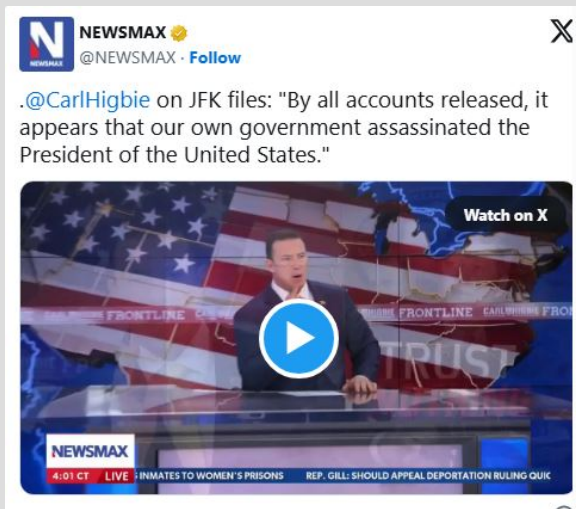 NEWSMAX
@NEWSMAX · Follow
X
N
NEWSMAX
.@CarlHigbie on JFK files: "By all accounts released, it
appears that our own government assassinated the
President of the United States."
Watch on X
FRONTLINE
FRONTLINE
TRUST
NEWSMAX
4:01 CT LIVE INMATES TO WOMEN'S PRISONS REP. GILL: SHOULD APPEAL DEPORTATION RULING QUIC